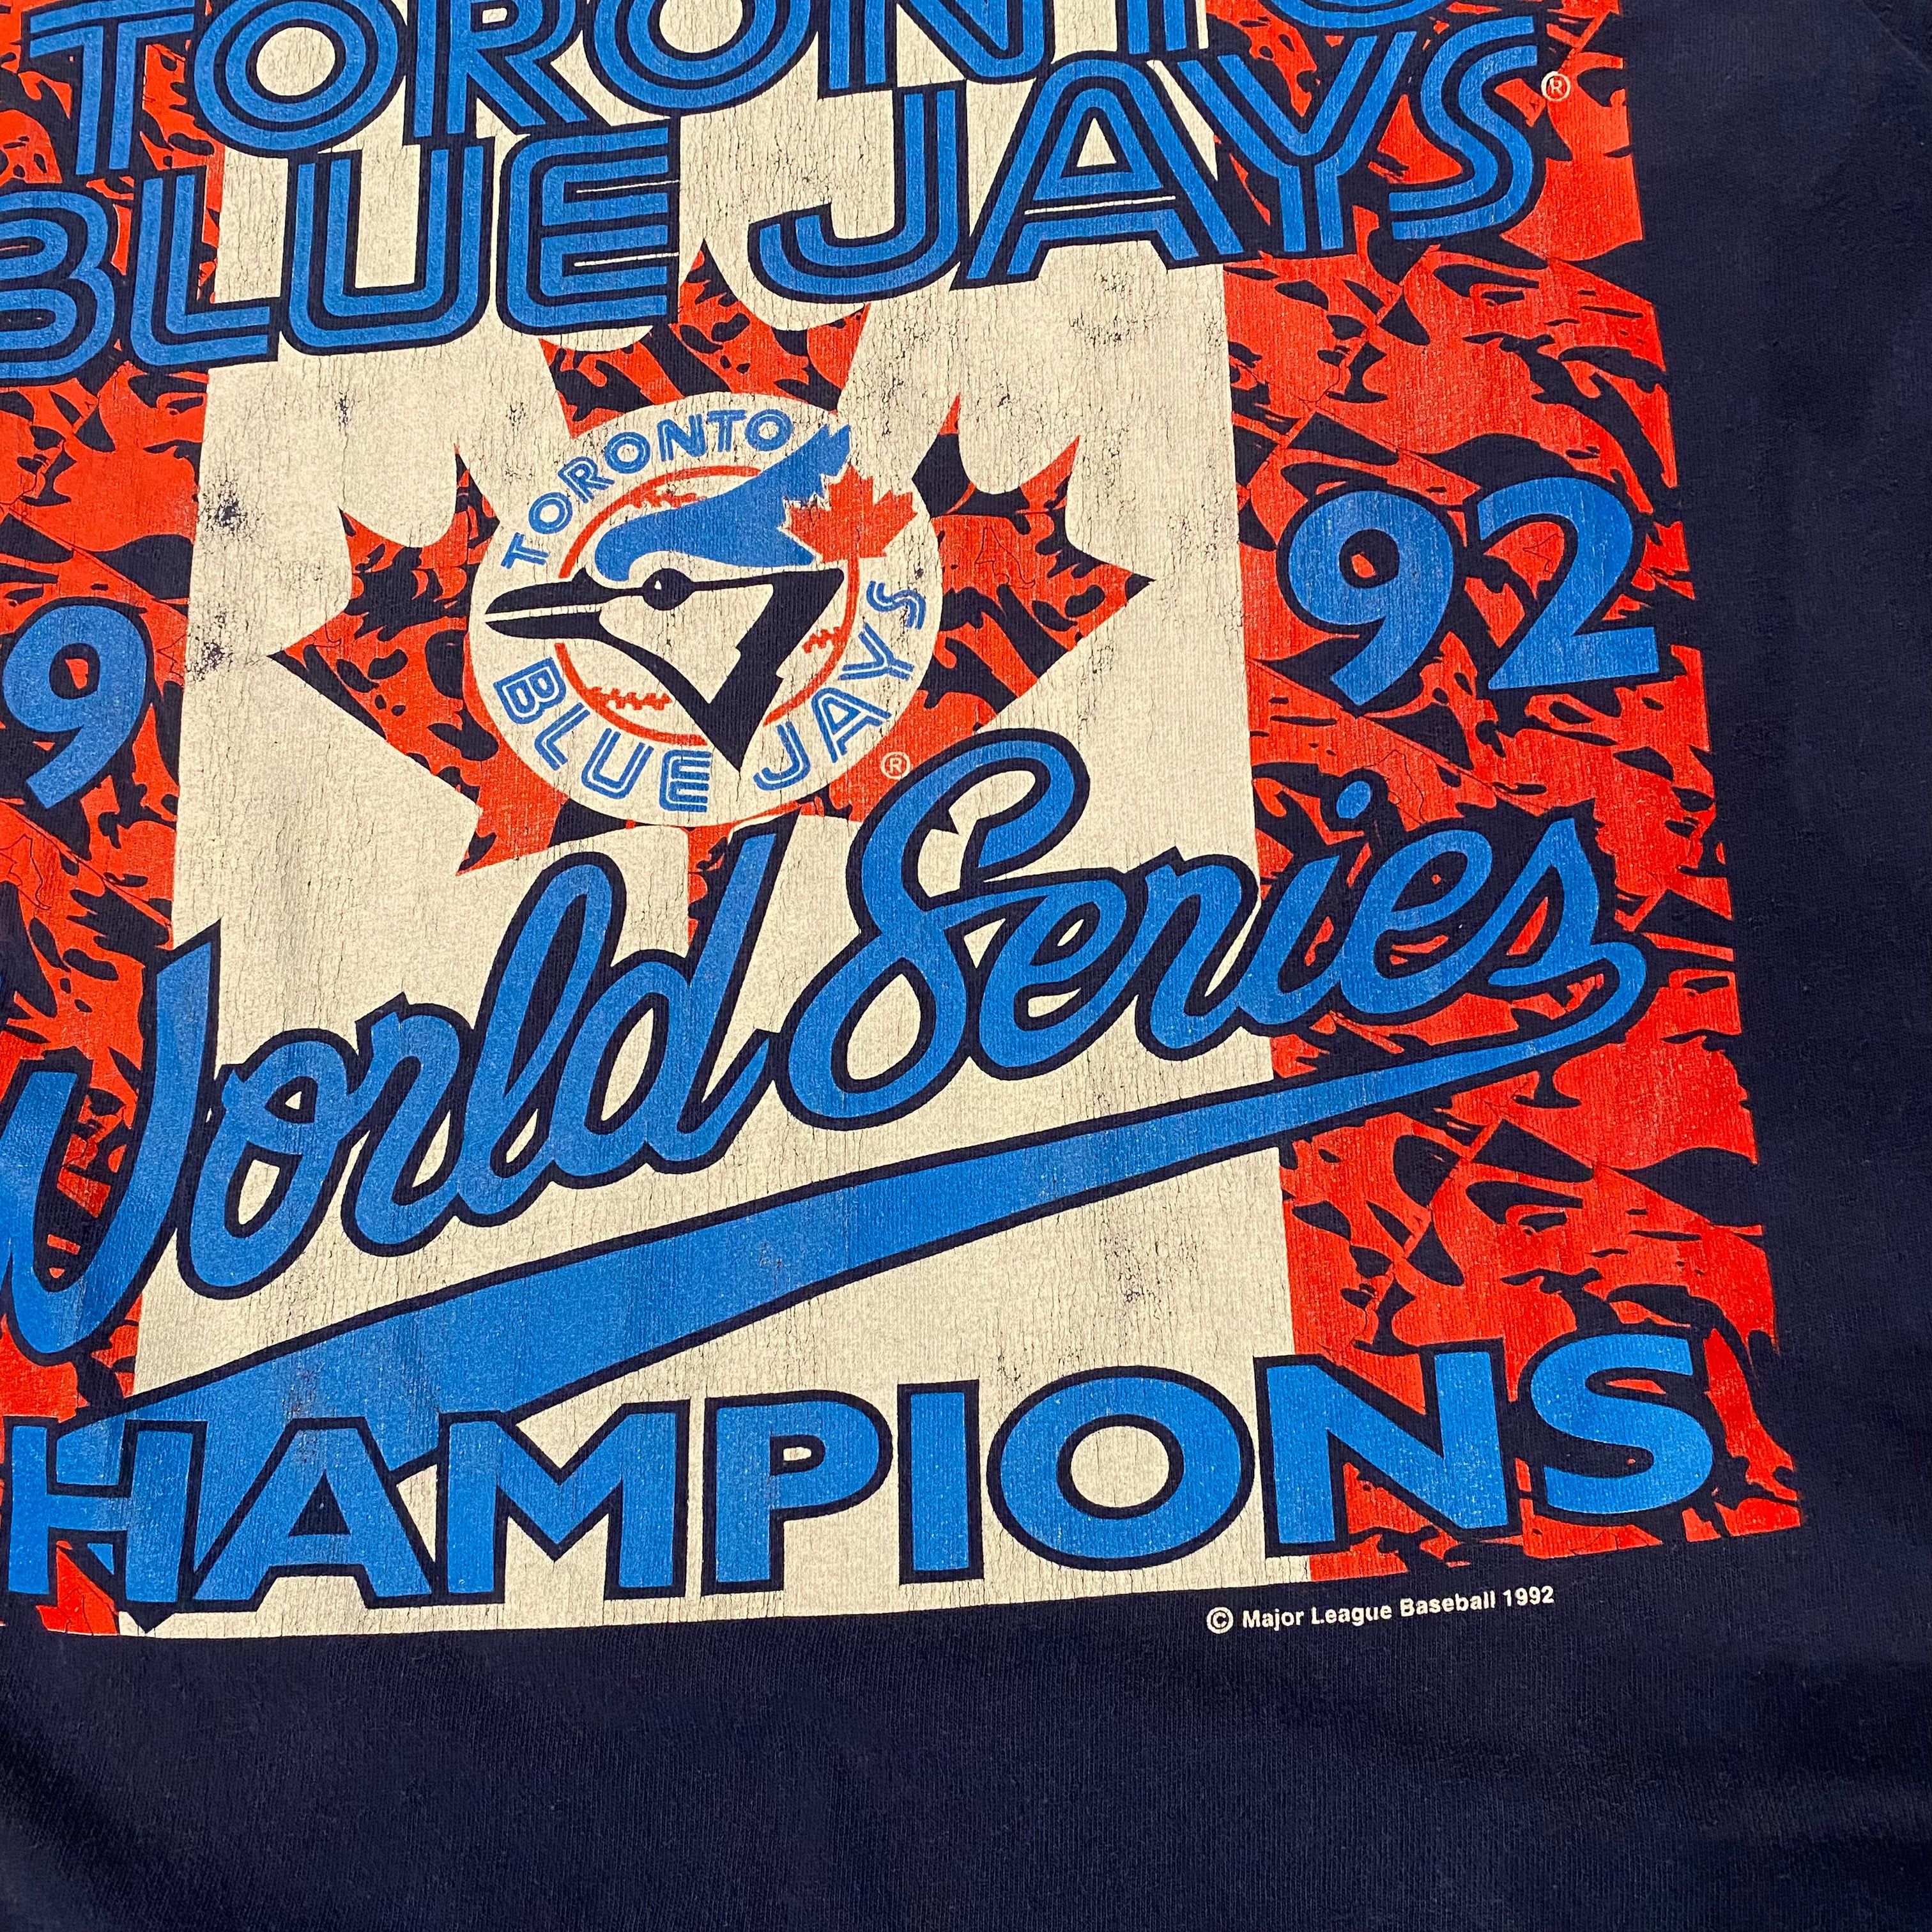 TORONTO
BLUE JAYS®
TORONTO
BLUE JAYS
®
9 92
World Series
HAMPIONS
© Major League Baseball 1992